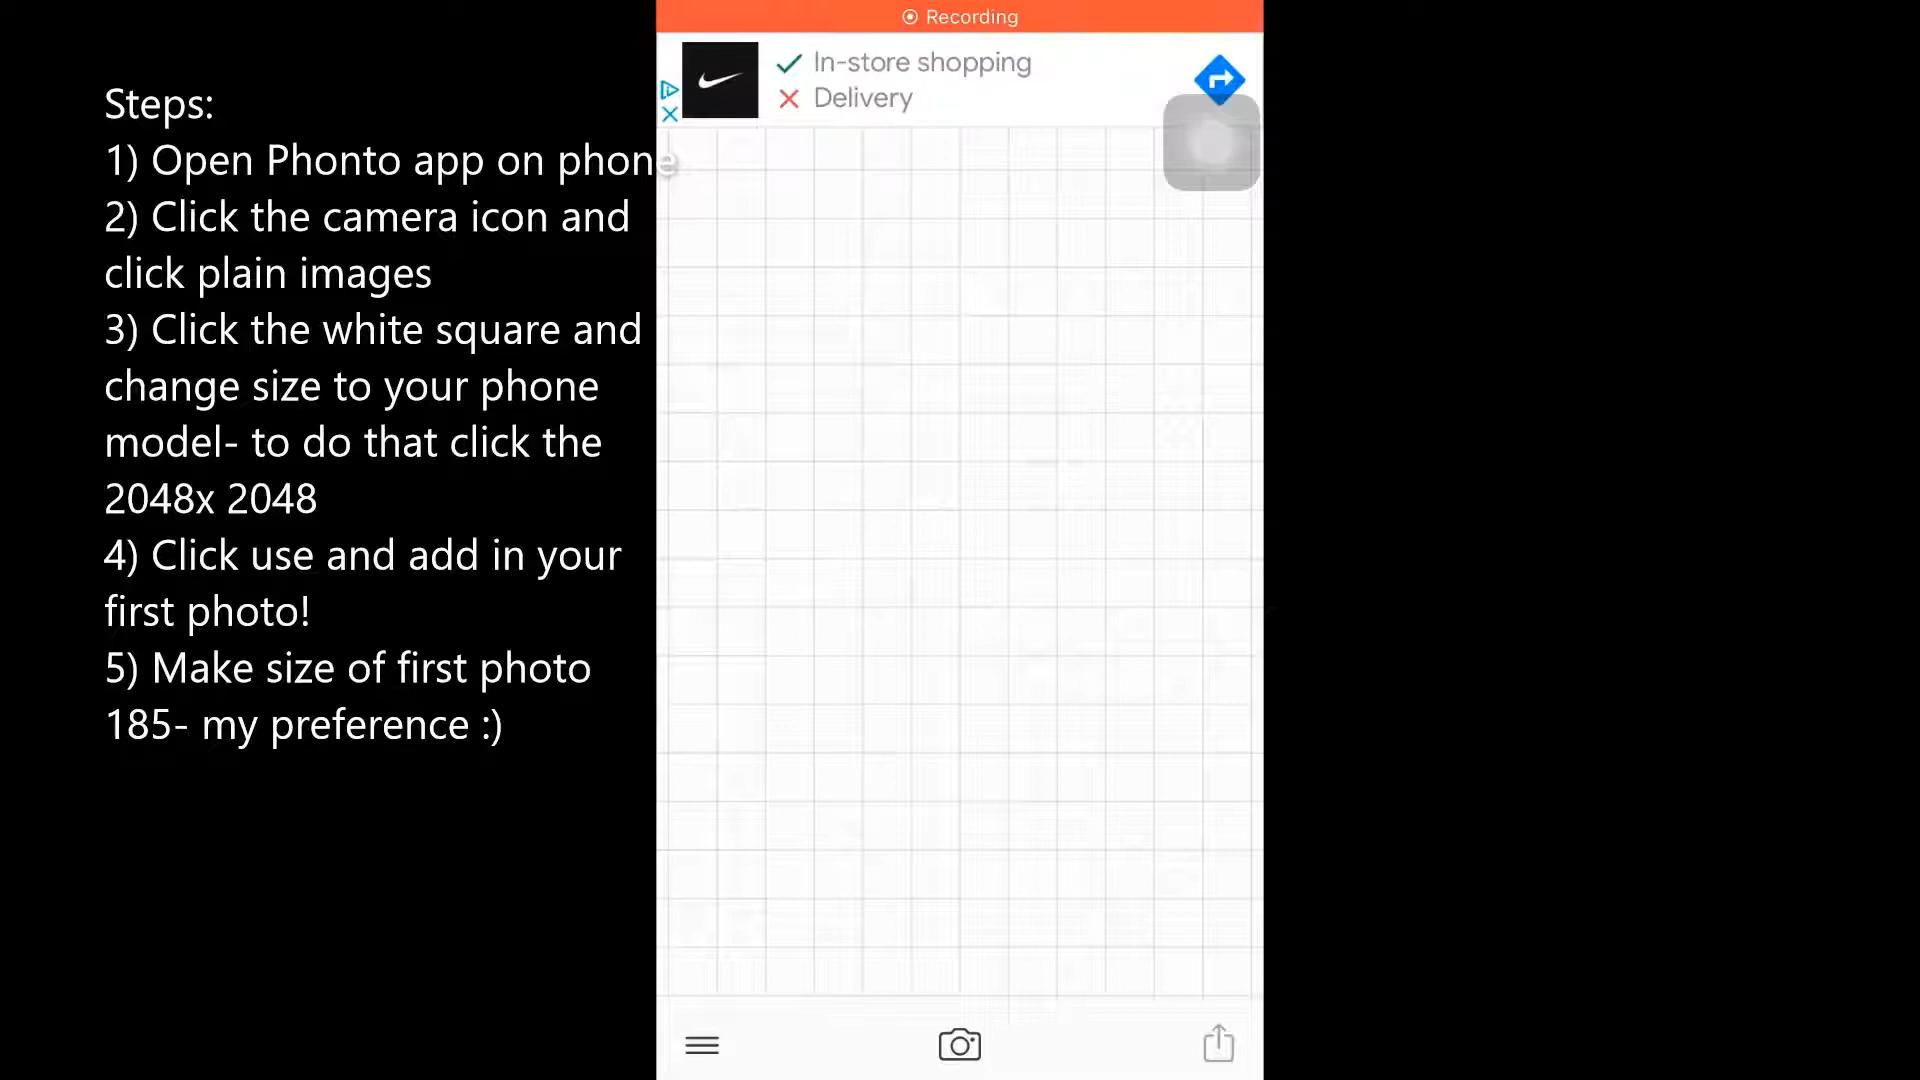 Recording
In-store shopping
Delivery
Steps:
1) Open Phonto app on phone
2) Click the camera icon and
click plain images
3) Click the white square and
change size to your phone
model- to do that click the
2048x 2048
4) Click use and add in your
first photo!
5) Make size of first photo
185- my preference :)